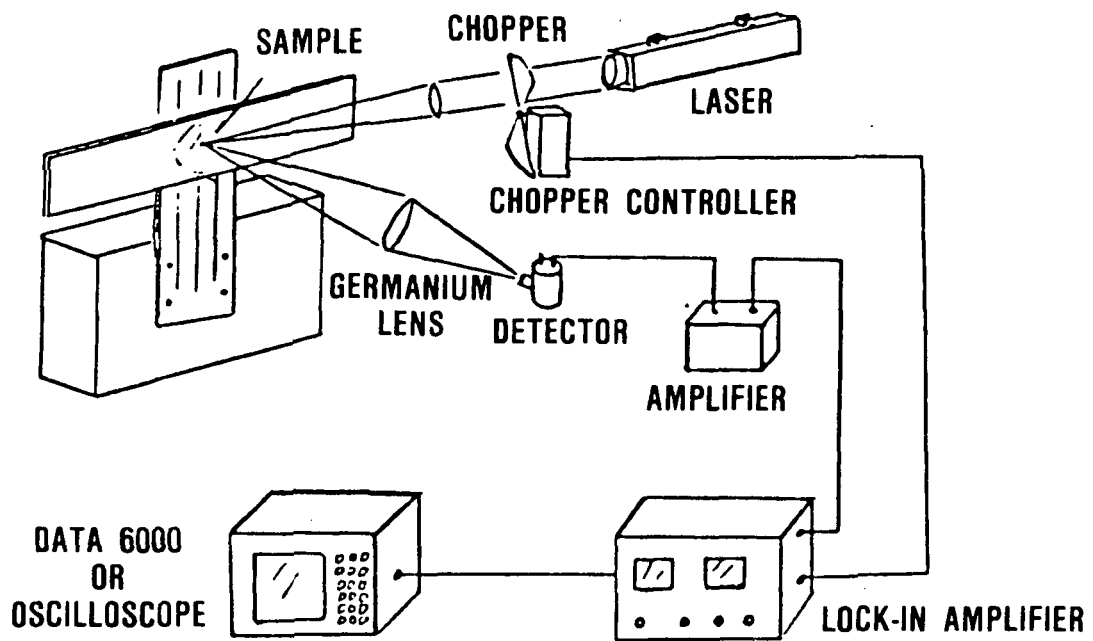 SAMPLE
CHOPPER
LASER
CHOPPER CONTROLLER
GERMANIUM
LENS
DETECTOR
AMPLIFIER
DATA 6000
OR
OSCILLOSCOPE
LOCK-IN AMPLIFIER